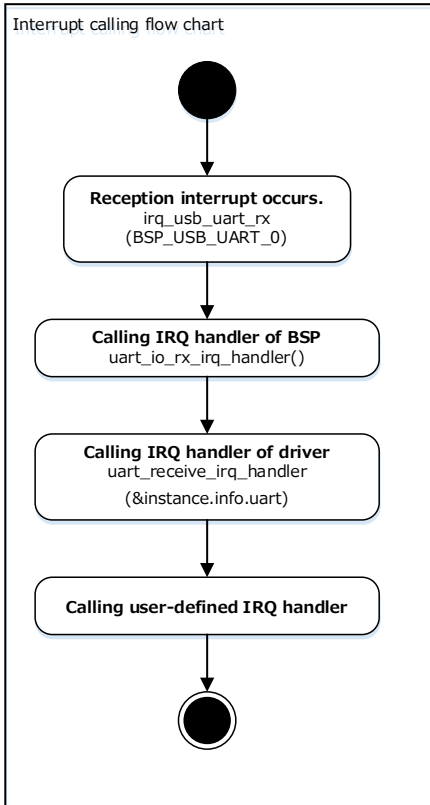 Interrupt calling flow chart
Reception interrupt occurs.
irq_usb_uart_rx
(BSP_USB_UART_0)
Calling IRQ handler of BSP
uart_io_rx_irq_handler()
Calling IRQ handler of driver
uart_receive_irq_handler
(&instance.info.uart)
Calling user-defined IRQ handler